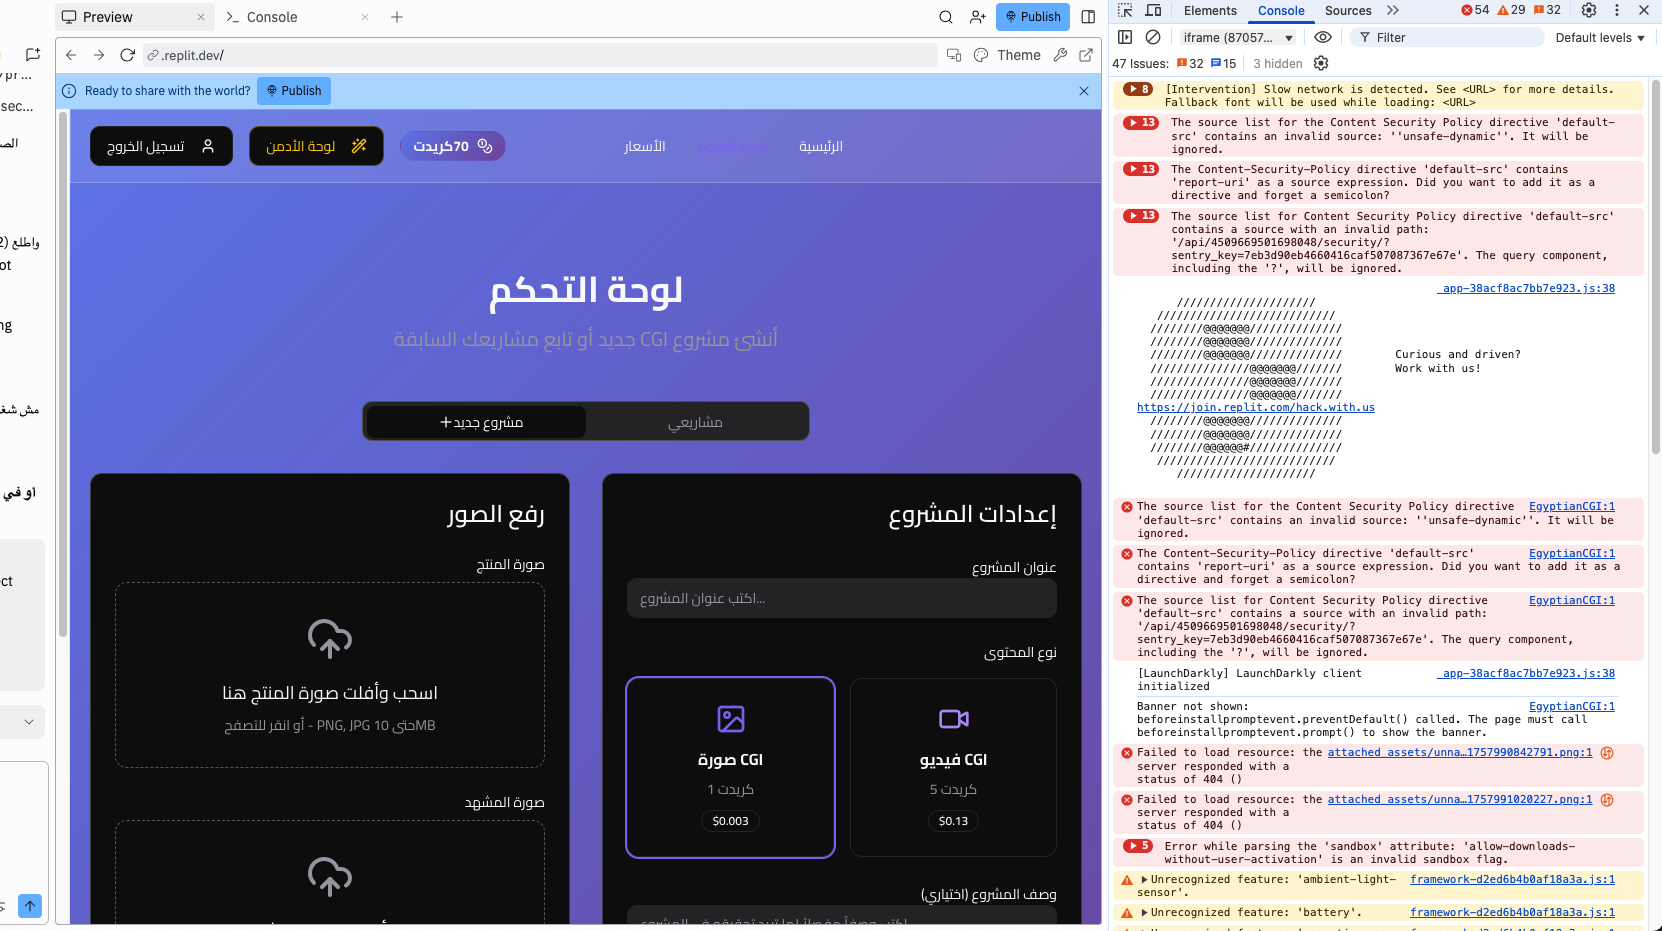 Preview
Console
Publish
.replit.dev/
Theme
Ready to share with the world?
Publish
sec...
واطلع
ot
ng
مش
أو في
ct
الرئيسية
لوحة التحكم
الأسعار
70كريدت
لوحة الأدمن
تسجيل الخروج
لوحة التحكم
أنشئ مشروع CGI جديد أو تابع مشاريعك السابقة
مشروع جديد+
مشاريعي
إعدادات المشروع
عنوان المشروع
اكتب عنوان المشروع...
نوع المحتوى
CGI صورة
1 كريدت
$0.003
CGI فيديو
5 كريدت
$0.13
وصف المشروع (اختياري)
رفع الصور
صورة المنتج
اسحب وأفلت صورة المنتج هنا
أو انقر للتصفح - PNG, JPG حتى 10MB
صورة المشهد
Elements
Console
Sources
54
29
32
iframe (87057...
Filter
Default levels
47 Issues:
32
15
3 hidden
8
[Intervention] Slow network is detected. See <URL> for more details.
Fallback font will be used while loading: <URL>
13
The source list for the Content Security Policy directive 'default-
src' contains an invalid source: ''unsafe-dynamic''. It will be
ignored.
13
The Content-Security-Policy directive 'default-src' contains
'report-uri' as a source expression. Did you want to add it as a
directive and forget a semicolon?
13
The source list for Content Security Policy directive 'default-src'
contains a source with an invalid path:
'/api/4509669501698048/security/?
sentry_key=7eb3d90eb4660416caf507087367e67e'. The query component,
including the '?', will be ignored.
_app-38acf8ac7bb7e923.js:38
/////////////////////
///////////////////////////
////////@@@@@@@//////////////
////////@@@@@@@//////////////
////////@@@@@@@////////////// Curious and driven?
///////////////@@@@@@@/////// Work with us!
///////////////@@@@@@@///////
///////////////@@@@@@@///////
https://join.replit.com/hack.with.us
////////@@@@@@@//////////////
////////@@@@@@@//////////////
////////@@@@@@#//////////////
///////////////////////////
/////////////////////
The source list for the Content Security Policy directive EgyptianCGI:1
'default-src' contains an invalid source: ''unsafe-dynamic''. It will be
ignored.
The Content-Security-Policy directive 'default-src' EgyptianCGI:1
contains 'report-uri' as a source expression. Did you want to add it as a
directive and forget a semicolon?
The source list for Content Security Policy directive EgyptianCGI:1
'default-src' contains a source with an invalid path:
'/api/4509669501698048/security/?
sentry_key=7eb3d90eb4660416caf507087367e67e'. The query component,
including the '?', will be ignored.
[LaunchDarkly] LaunchDarkly client _app-38acf8ac7bb7e923.js:38
initialized
Banner not shown: EgyptianCGI:1
beforeinstallpromptevent.preventDefault() called. The page must call
beforeinstallpromptevent.prompt() to show the banner.
Failed to load resource: the attached_assets/unna…1757990842791.png:1
server responded with a
status of 404 ()
Failed to load resource: the attached_assets/unna…1757991020227.png:1
server responded with a
status of 404 ()
5
Error while parsing the 'sandbox' attribute: 'allow-downloads-
without-user-activation' is an invalid sandbox flag.
Unrecognized feature: 'ambient-light- framework-d2ed6b4b0af18a3a.js:1
sensor'.
Unrecognized feature: 'battery'. framework-d2ed6b4b0af18a3a.js:1